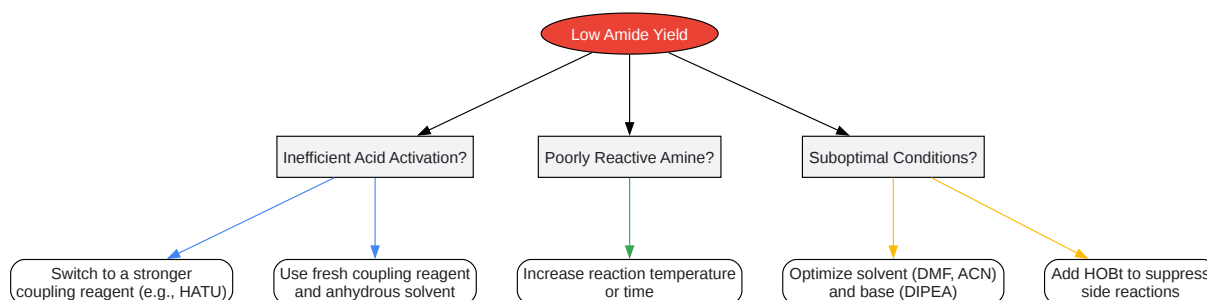 Low Amide Yield
Inefficient Acid Activation?
Poorly Reactive Amine?
Suboptimal Conditions?
Switch to a stronger
coupling reagent (e.g., HATU)
Use fresh coupling reagent
and anhydrous solvent
Increase reaction temperature
or time
Optimize solvent (DMF, ACN)
and base (DIPEA)
Add HOBt to suppress
side reactions